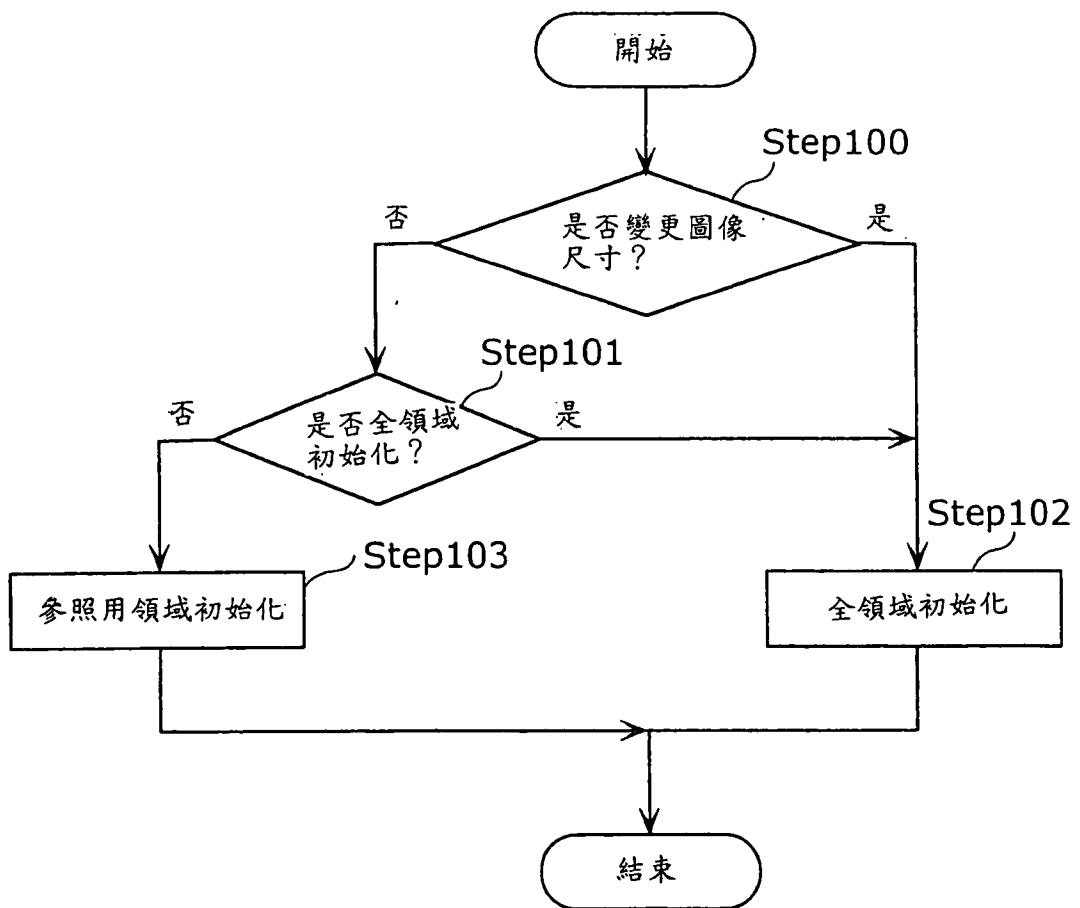 開始
Step100
否
是
是否變更圖像
尺寸？
Step101
否
是
是否全領域
初始化？
Step102
Step103
參照用領域初始化
全領域初始化
結束